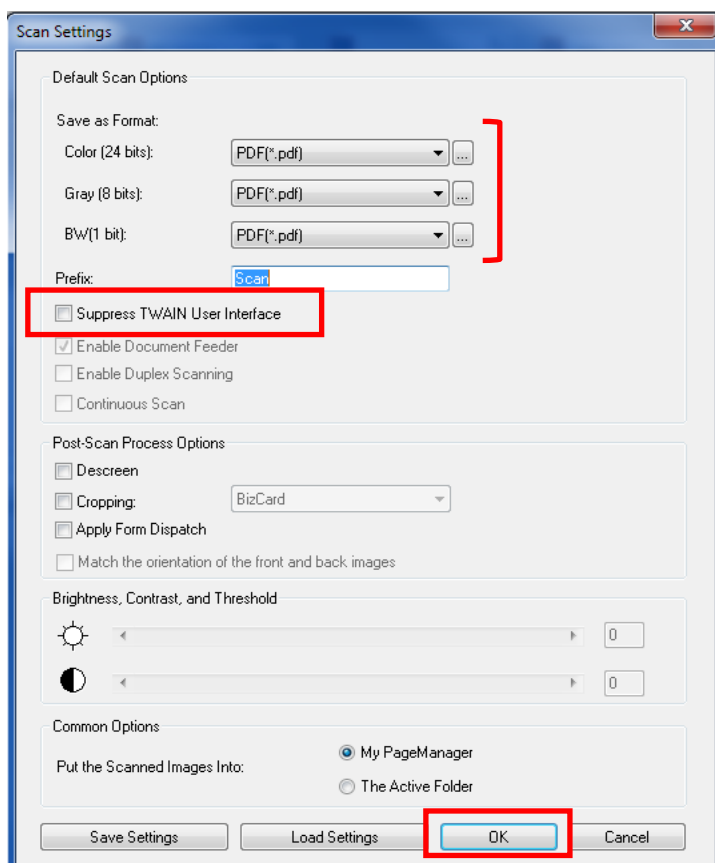 Scan Settings
Default Scan Options
Save as Format:
Color (24 bits): PDF(*.pdf) ...
Gray (8 bits): PDF(*.pdf) ...
BW(1 bit): PDF(*.pdf) ...
Prefix: Scan
Suppress TWAIN User Interface
Enable Document Feeder
Enable Duplex Scanning
Continuous Scan
Post-Scan Process Options
Descreen
Cropping: BizCard
Apply Form Dispatch
Match the orientation of the front and back images
Brightness, Contrast, and Threshold
0
0
Common Options
Put the Scanned Images Into:
My PageManager
The Active Folder
Save Settings Load Settings OK Cancel